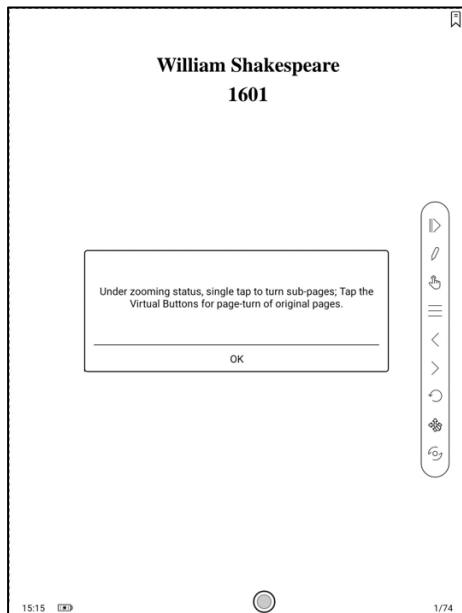 William Shakespeare
1601
Under zooming status, single tap to turn sub-pages; Tap the
Virtual Buttons for page-turn of original pages.
OK
15:15
1/74